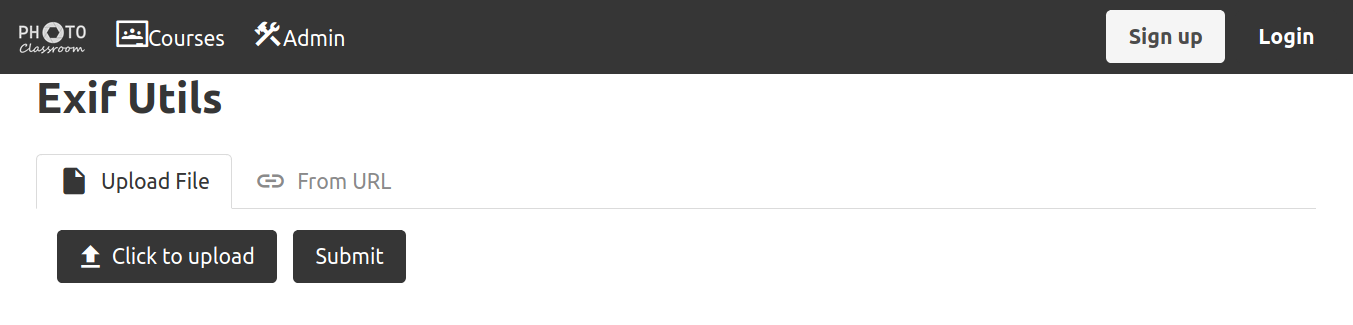 PHOTO
Classroom
Courses
Admin
Sign up
Login
Exif Utils
Upload File
From URL
Click to upload
Submit